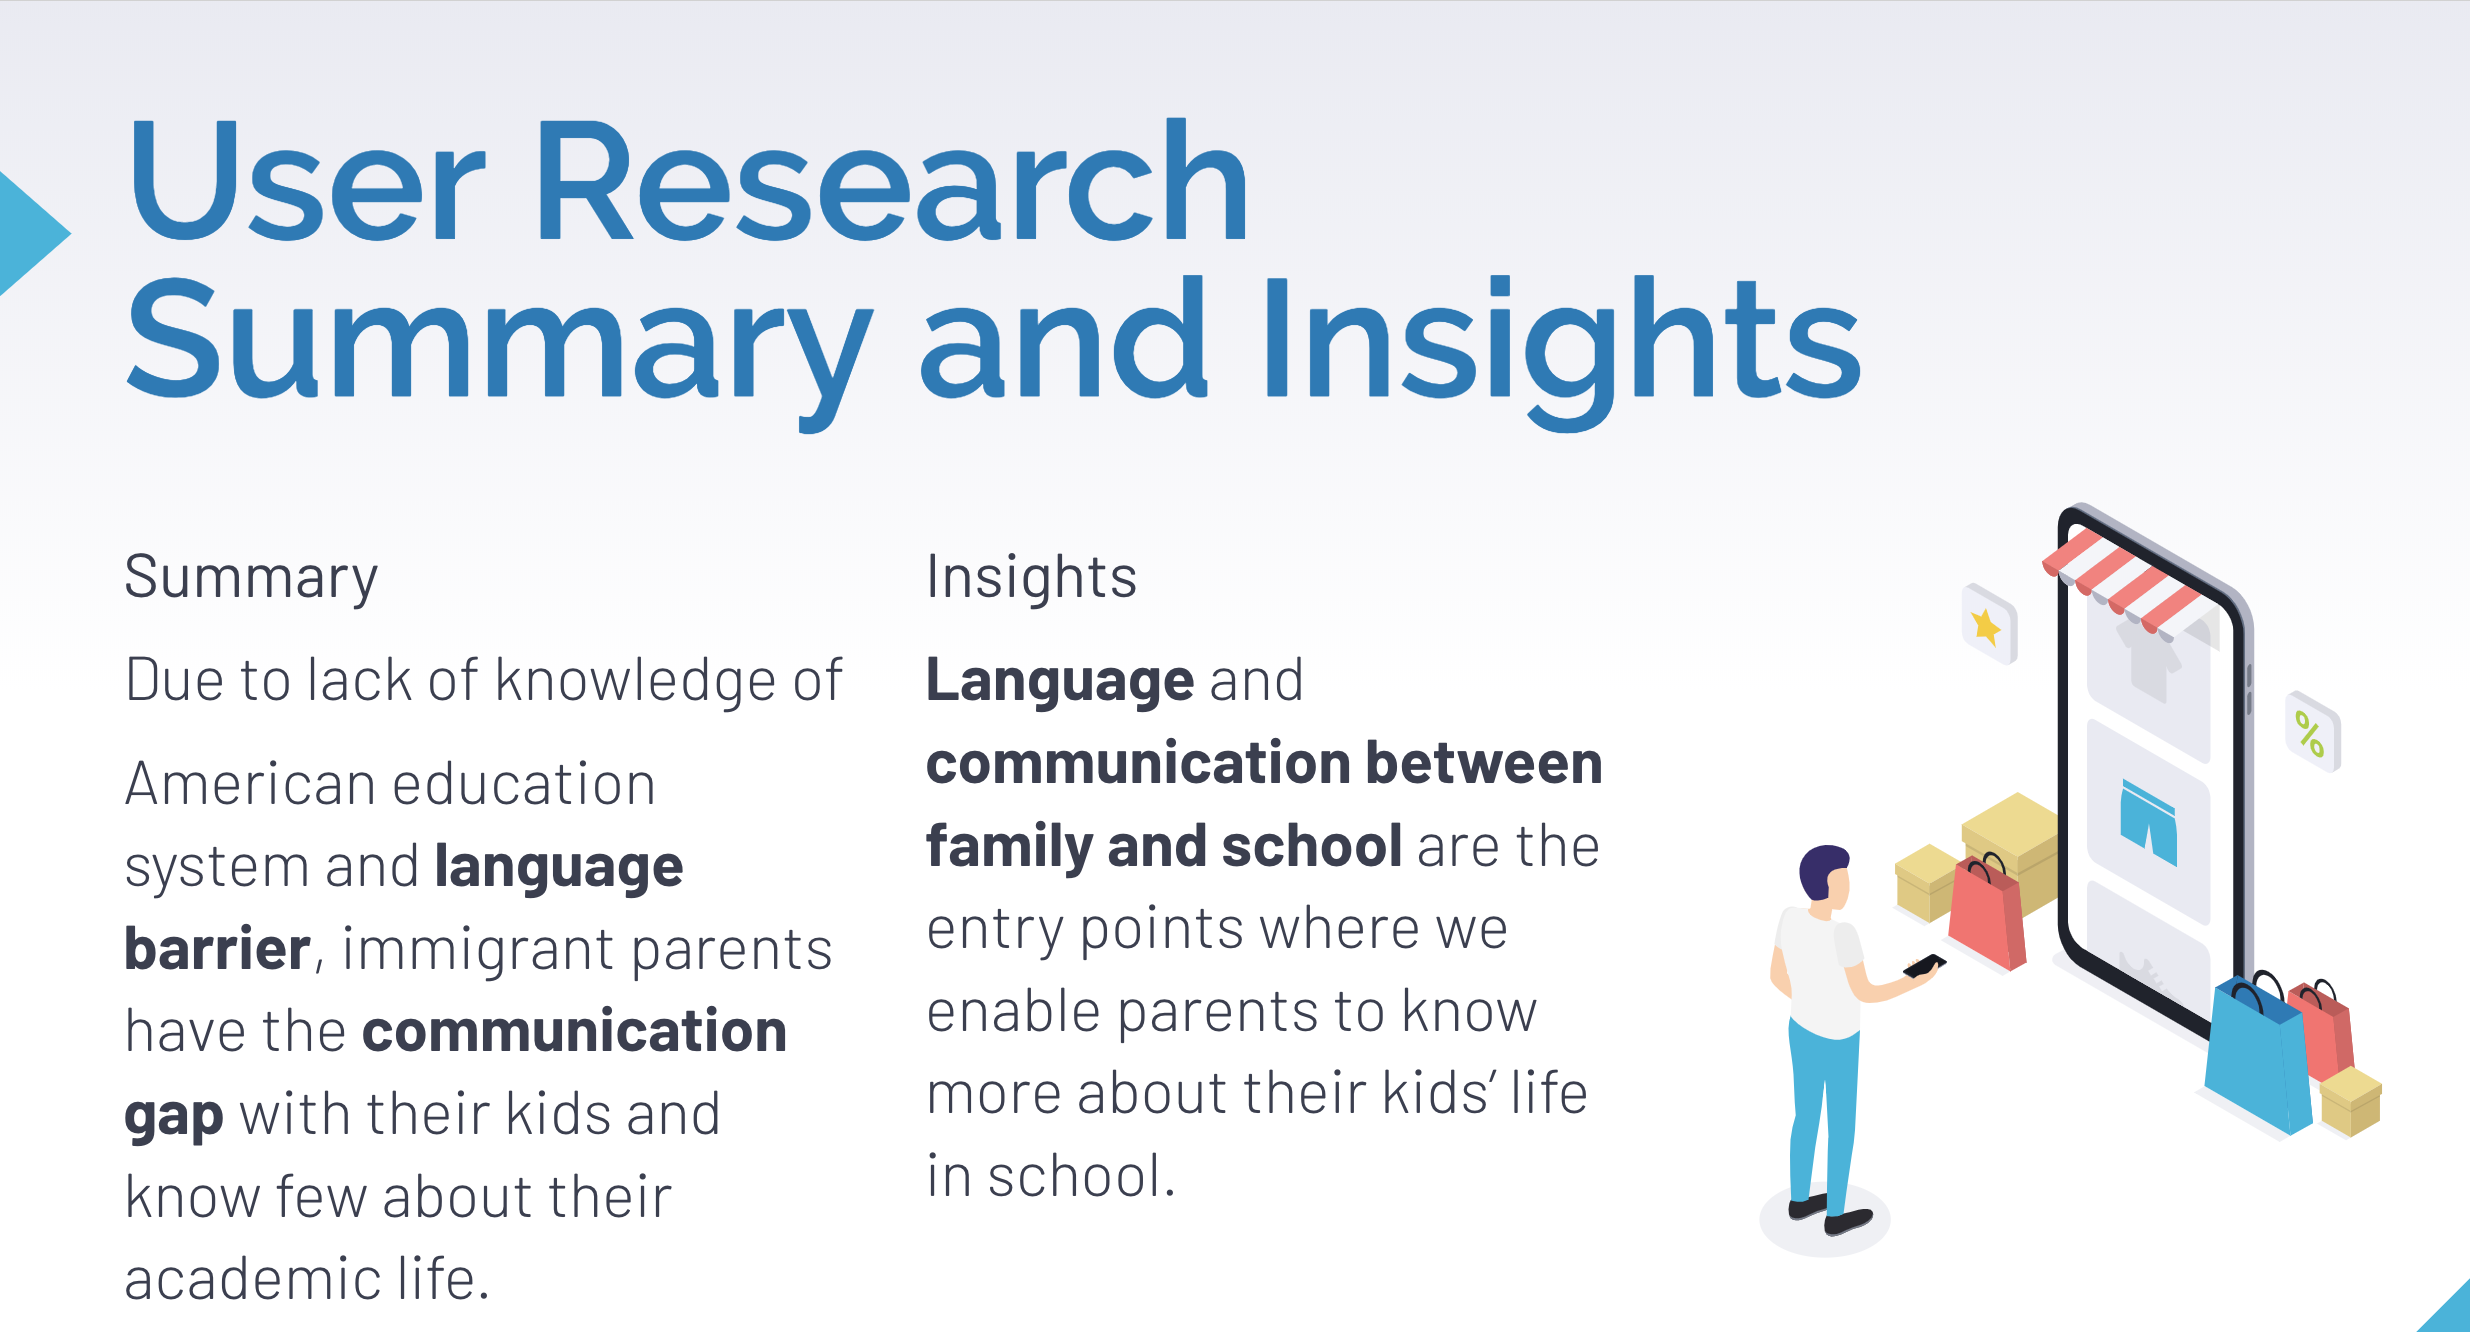 User Research
Summary and Insights
Summary
Due to lack of knowledge of
American education
system and language
barrier, immigrant parents
have the communication
gap with their kids and
know few about their
academic life.
Insights
Language and
communication between
family and school are the
entry points where we
enable parents to know
more about their kids’ life
in school.
%